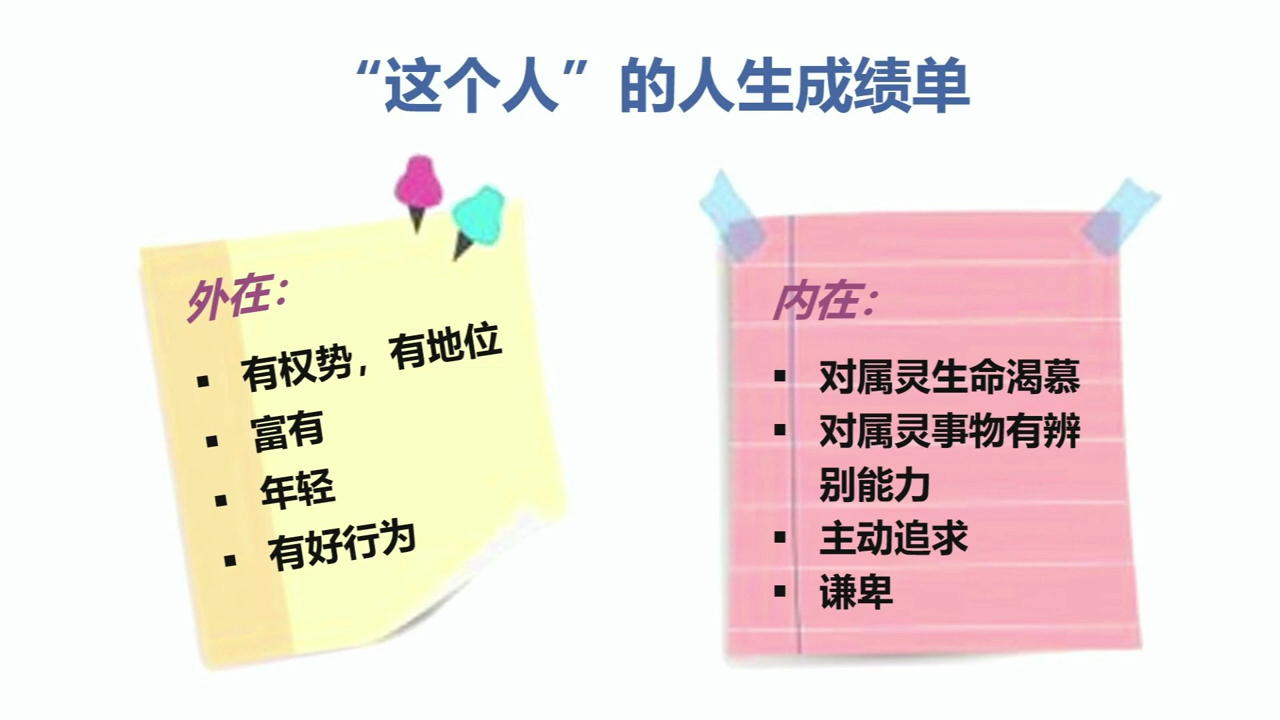 “这个人”的人生成绩单
外在：
▪ 有权势，有地位
▪ 富有
▪ 年轻
▪ 有好行为
内在：
▪ 对属灵生命渴慕
▪ 对属灵事物有辨
别能力
▪ 主动追求
▪ 谦卑